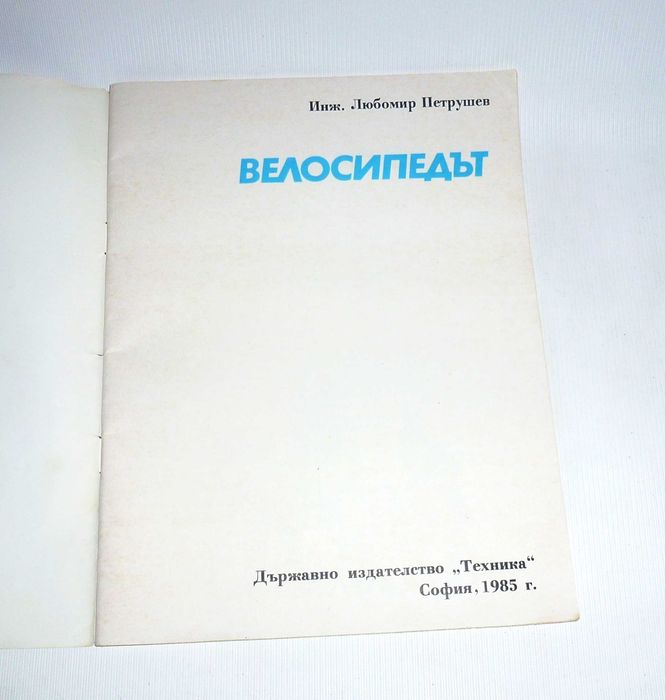 Инж. Любомир Петрушев
ВЕЛОСИПЕДЪТ
Държавно издателство „Техника“
София, 1985 г.